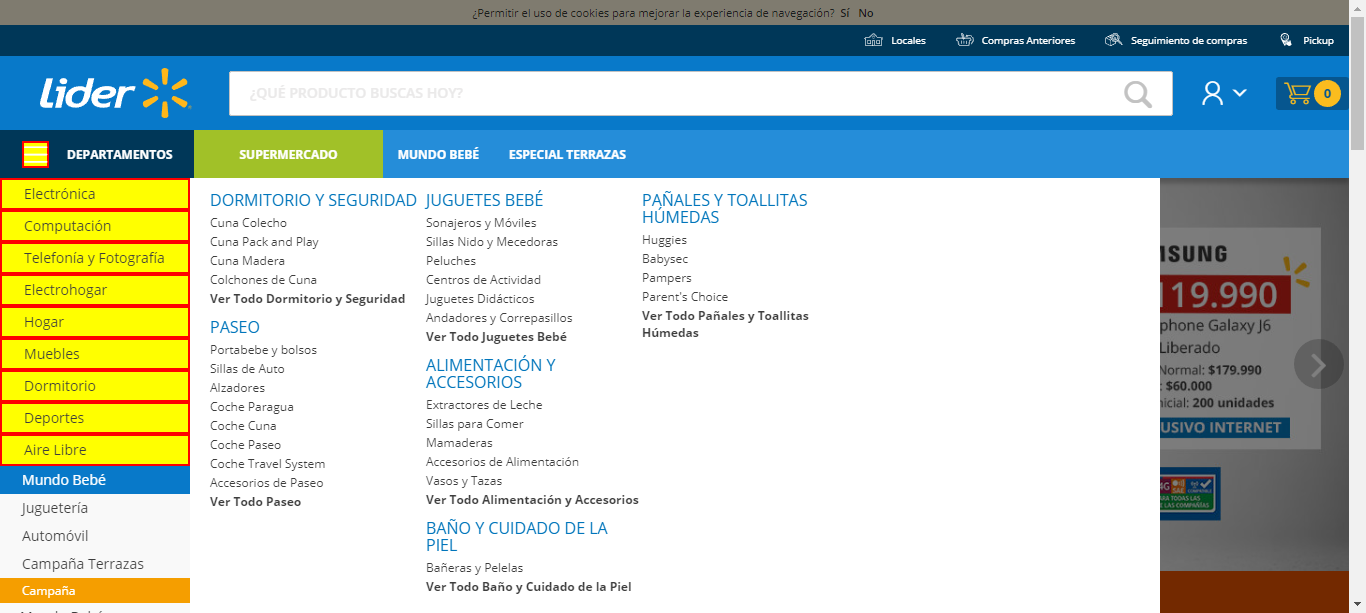 ¿Permitir el uso de cookies para mejorar la experiencia de navegación? Sí No
Locales Compras Anteriores Seguimiento de compras Pickup
Lider
¿QUÉ PRODUCTO BUSCAS HOY?
0
DEPARTAMENTOS SUPERMERCADO MUNDO BEBÉ ESPECIAL TERRAZAS
Electrónica
Computación
Telefonía y Fotografía
Electrohogar
Hogar
Muebles
Dormitorio
Deportes
Aire Libre
Mundo Bebé
Juguetería
Automóvil
Campaña Terrazas
Campaña
DORMITORIO Y SEGURIDAD
Cuna Colecho
Cuna Pack and Play
Cuna Madera
Colchones de Cuna
Ver Todo Dormitorio y Seguridad
PASEO
Portabebe y bolsos
Sillas de Auto
Alzadores
Coche Paragua
Coche Cuna
Coche Paseo
Coche Travel System
Accesorios de Paseo
Ver Todo Paseo
JUGUETES BEBÉ
Sonajeros y Móviles
Sillas Nido y Mecedoras
Peluches
Centros de Actividad
Juguetes Didácticos
Andadores y Correpasillos
Ver Todo Juguetes Bebé
ALIMENTACIÓN Y
ACCESORIOS
Extractores de Leche
Sillas para Comer
Mamaderas
Accesorios de Alimentación
Vasos y Tazas
Ver Todo Alimentación y Accesorios
BAÑO Y CUIDADO DE LA
PIEL
Bañeras y Pelelas
Ver Todo Baño y Cuidado de la Piel
PAÑALES Y TOALLITAS
HÚMEDAS
Huggies
Babysec
Pampers
Parent's Choice
Ver Todo Pañales y Toallitas
Húmedas
SUNG
119.990
phone Galaxy J6
Liberado
Normal: $179.990
: $60.000
icial: 200 unidades
USIVO INTERNET